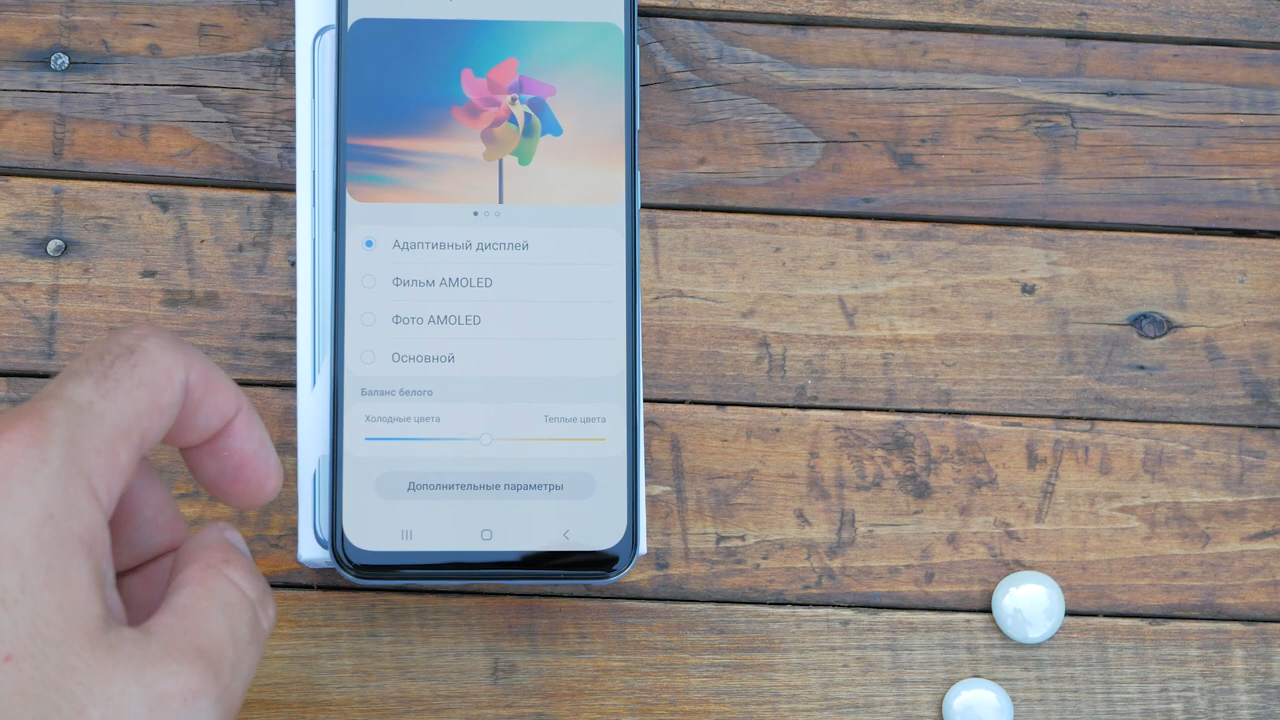 Адаптивный дисплей
Фильм AMOLED
Фото AMOLED
Основной
Баланс белого
Холодные цвета
Теплые цвета
Дополнительные параметры